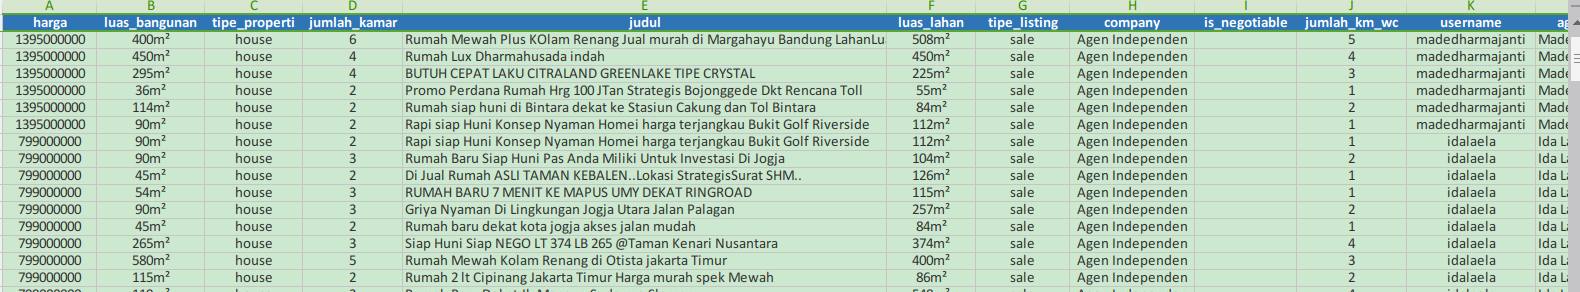 A B C D E F G H I J K
harga luas_bangunan tipe_properti jumlah_kamar judul luas_lahan tipe_listing company is_negotiable jumlah_km_wc username
1395000000 400m² house 6 Rumah Mewah Plus KOlam Renang Jual murah di Margahayu Bandung LahanLua 508m² sale Agen Independen 5 madedharmajanti Made
1395000000 450m² house 4 Rumah Lux Dharmahusada indah 450m² sale Agen Independen 4 madedharmajanti Made
1395000000 295m² house 4 BUTUH CEPAT LAKU CITRALAND GREENLAKE TIPE CRYSTAL 225m² sale Agen Independen 3 madedharmajanti Made
1395000000 36m² house 2 Promo Perdana Rumah Hrg 100 JTan Strategis Bojonggede Dkt Rencana Toll 55m² sale Agen Independen 1 madedharmajanti Made
1395000000 114m² house 2 Rumah siap huni di Bintara dekat ke Stasiun Cakung dan Tol Bintara 84m² sale Agen Independen 2 madedharmajanti Made
1395000000 90m² house 2 Rapi siap Huni Konsep Nyaman Homei harga terjangkau Bukit Golf Riverside 112m² sale Agen Independen 1 madedharmajanti Made
799000000 90m² house 2 Rapi siap Huni Konsep Nyaman Homei harga terjangkau Bukit Golf Riverside 112m² sale Agen Independen 1 idalaela Ida La
799000000 90m² house 3 Rumah Baru Siap Huni Pas Anda Miliki Untuk Investasi Di Jogja 104m² sale Agen Independen 2 idalaela Ida La
799000000 45m² house 2 Di Jual Rumah ASLI TAMAN KEBALEN..Lokasi StrategisSurat SHM.. 126m² sale Agen Independen 1 idalaela Ida La
799000000 54m² house 3 RUMAH BARU 7 MENIT KE MAPUS UMY DEKAT RINGROAD 115m² sale Agen Independen 1 idalaela Ida La
799000000 90m² house 3 Griya Nyaman Di Lingkungan Jogja Utara Jalan Palagan 257m² sale Agen Independen 2 idalaela Ida La
799000000 45m² house 2 Rumah baru dekat kota jogja akses jalan mudah 84m² sale Agen Independen 1 idalaela Ida La
799000000 265m² house 3 Siap Huni Siap NEGO LT 374 LB 265 @Taman Kenari Nusantara 374m² sale Agen Independen 4 idalaela Ida La
799000000 580m² house 5 Rumah Mewah Kolam Renang di Otista jakarta Timur 400m² sale Agen Independen 3 idalaela Ida La
799000000 115m² house 2 Rumah 2 lt Cipinang Jakarta Timur Harga murah spek Mewah 86m² sale Agen Independen 2 idalaela Ida La